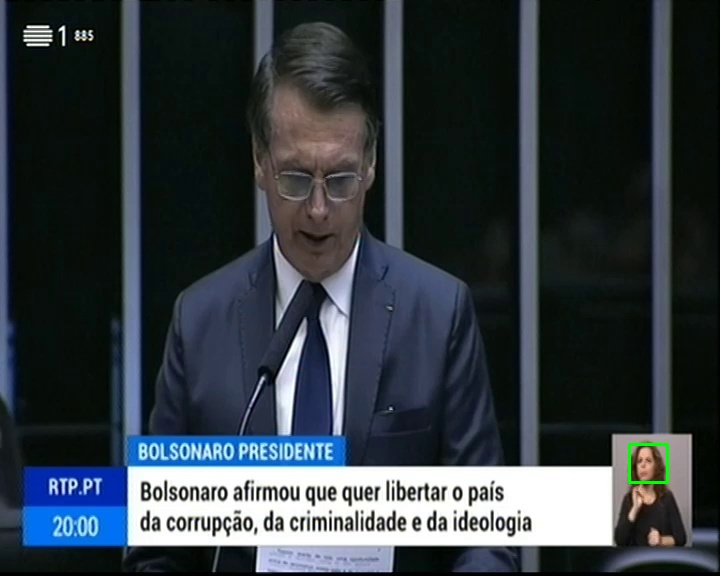 1 885
BOLSONARO PRESIDENTE
RTP.PT
Bolsonaro afirmou que quer libertar o país
20:00
da corrupção, da criminalidade e da ideologia